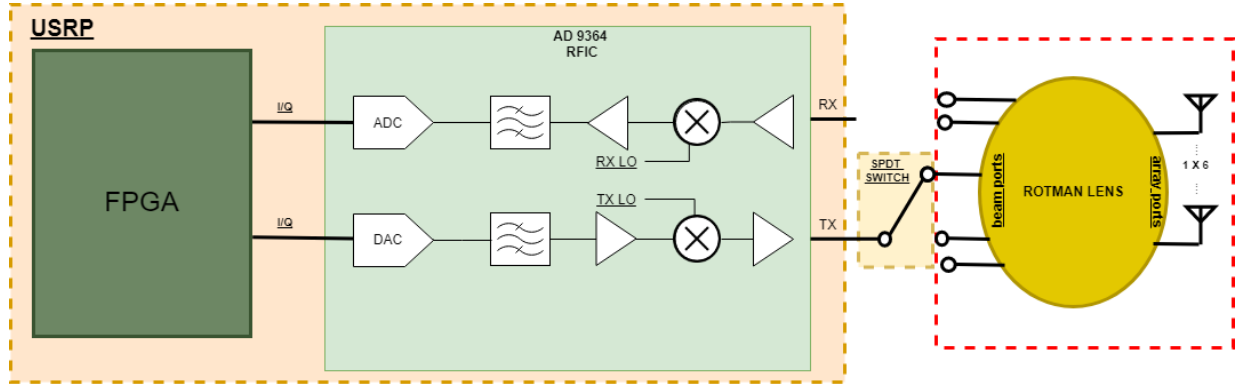 USRP
AD 9364
RFIC
FPGA
I/Q
ADC
RX LO
RX
I/Q
DAC
TX LO
TX
SPDT
SWITCH
beam ports
ROTMAN LENS
array ports
1 X 6